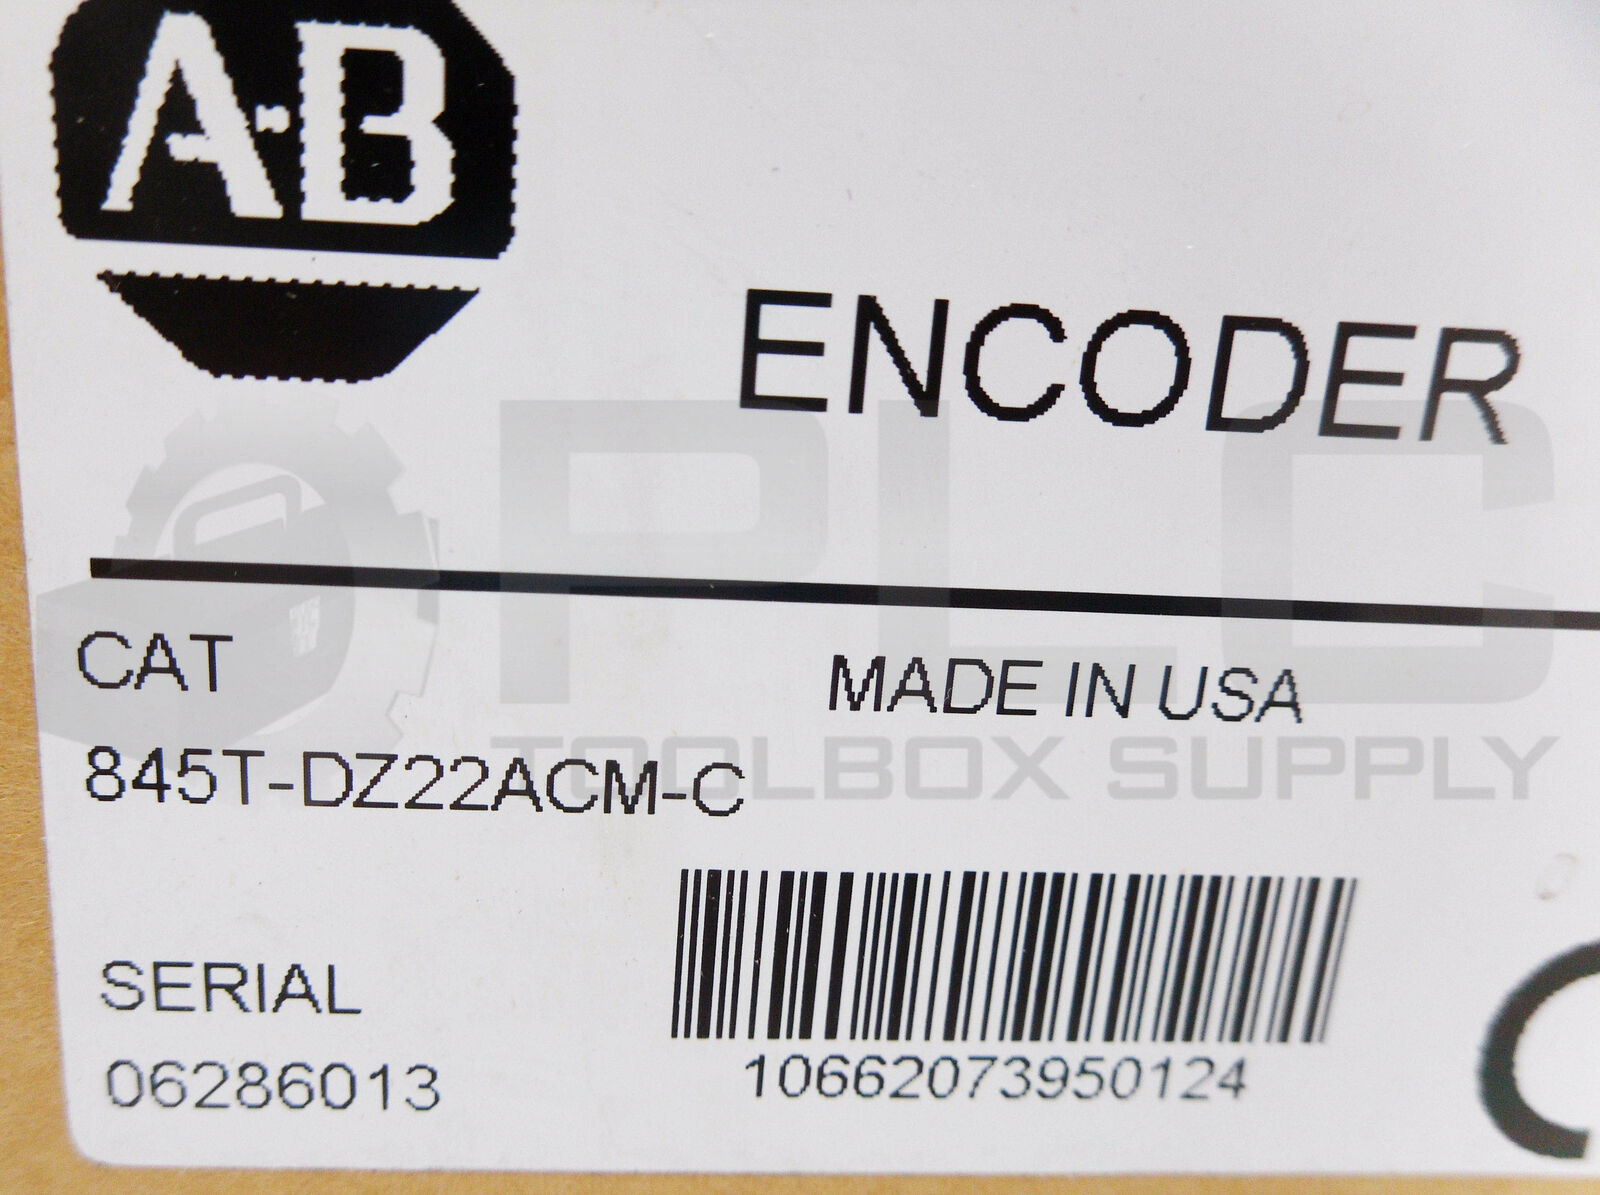 A-B
ENCODER
PLC
TOOLBOX SUPPLY
CAT
MADE IN USA
845T-DZ22ACM-C
SERIAL
06286013
10662073950124